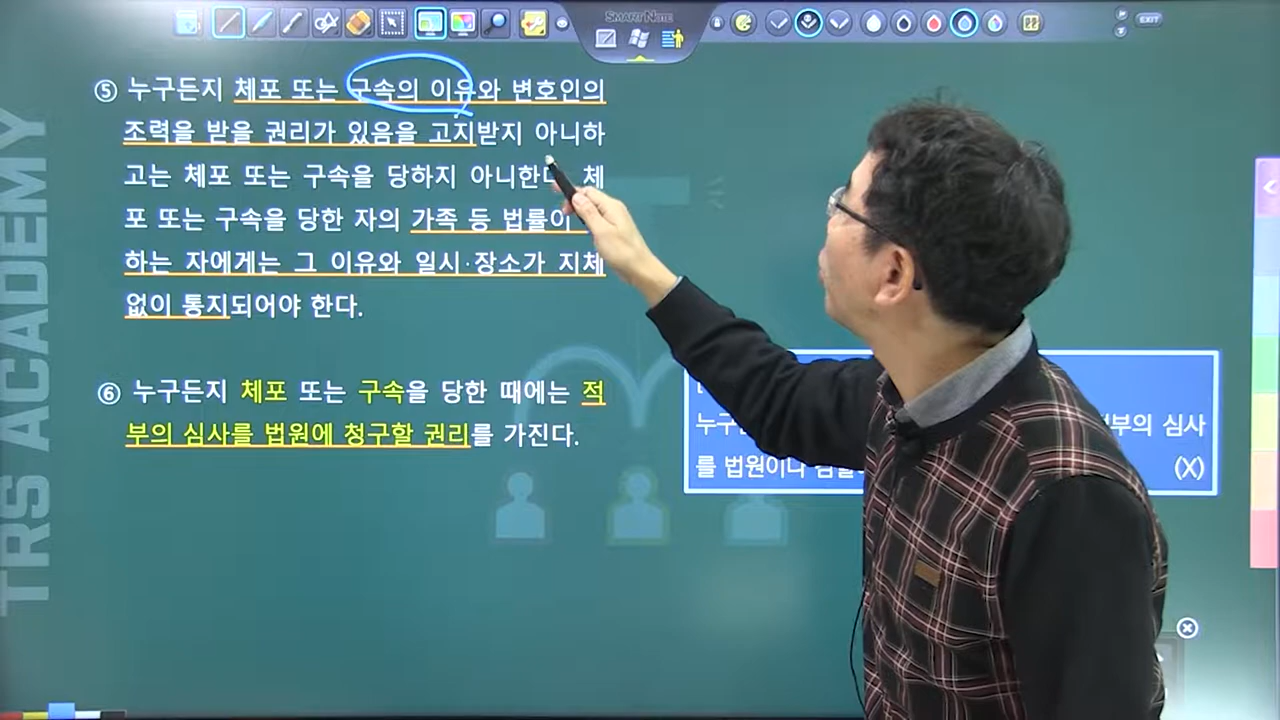 SMART NOTE
EXIT
⑤ 누구든지 체포 또는 구속의 이유와 변호인의
조력을 받을 권리가 있음을 고지받지 아니하
고는 체포 또는 구속을 당하지 아니한다 체
포 또는 구속을 당한 자의 가족 등 법률이
하는 자에게는 그 이유와 일시·장소가 지체
없이 통지되어야 한다.
⑥ 누구든지 체포 또는 구속을 당한 때에는 적
부의 심사를 법원에 청구할 권리를 가진다.
부의 심사
를 법원이나 (X)
TRS ACADEMY